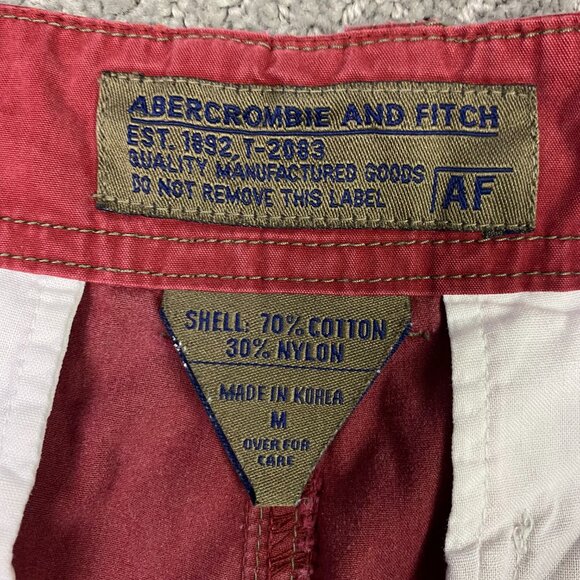 ABERCROMBIE AND FITCH
EST. 1892, T-2083
QUALITY MANUFACTURED GOODS
DO NOT REMOVE THIS LABEL
AF
SHELL: 70% COTTON
30% NYLON
MADE IN KOREA
M
OVER FOR
CARE